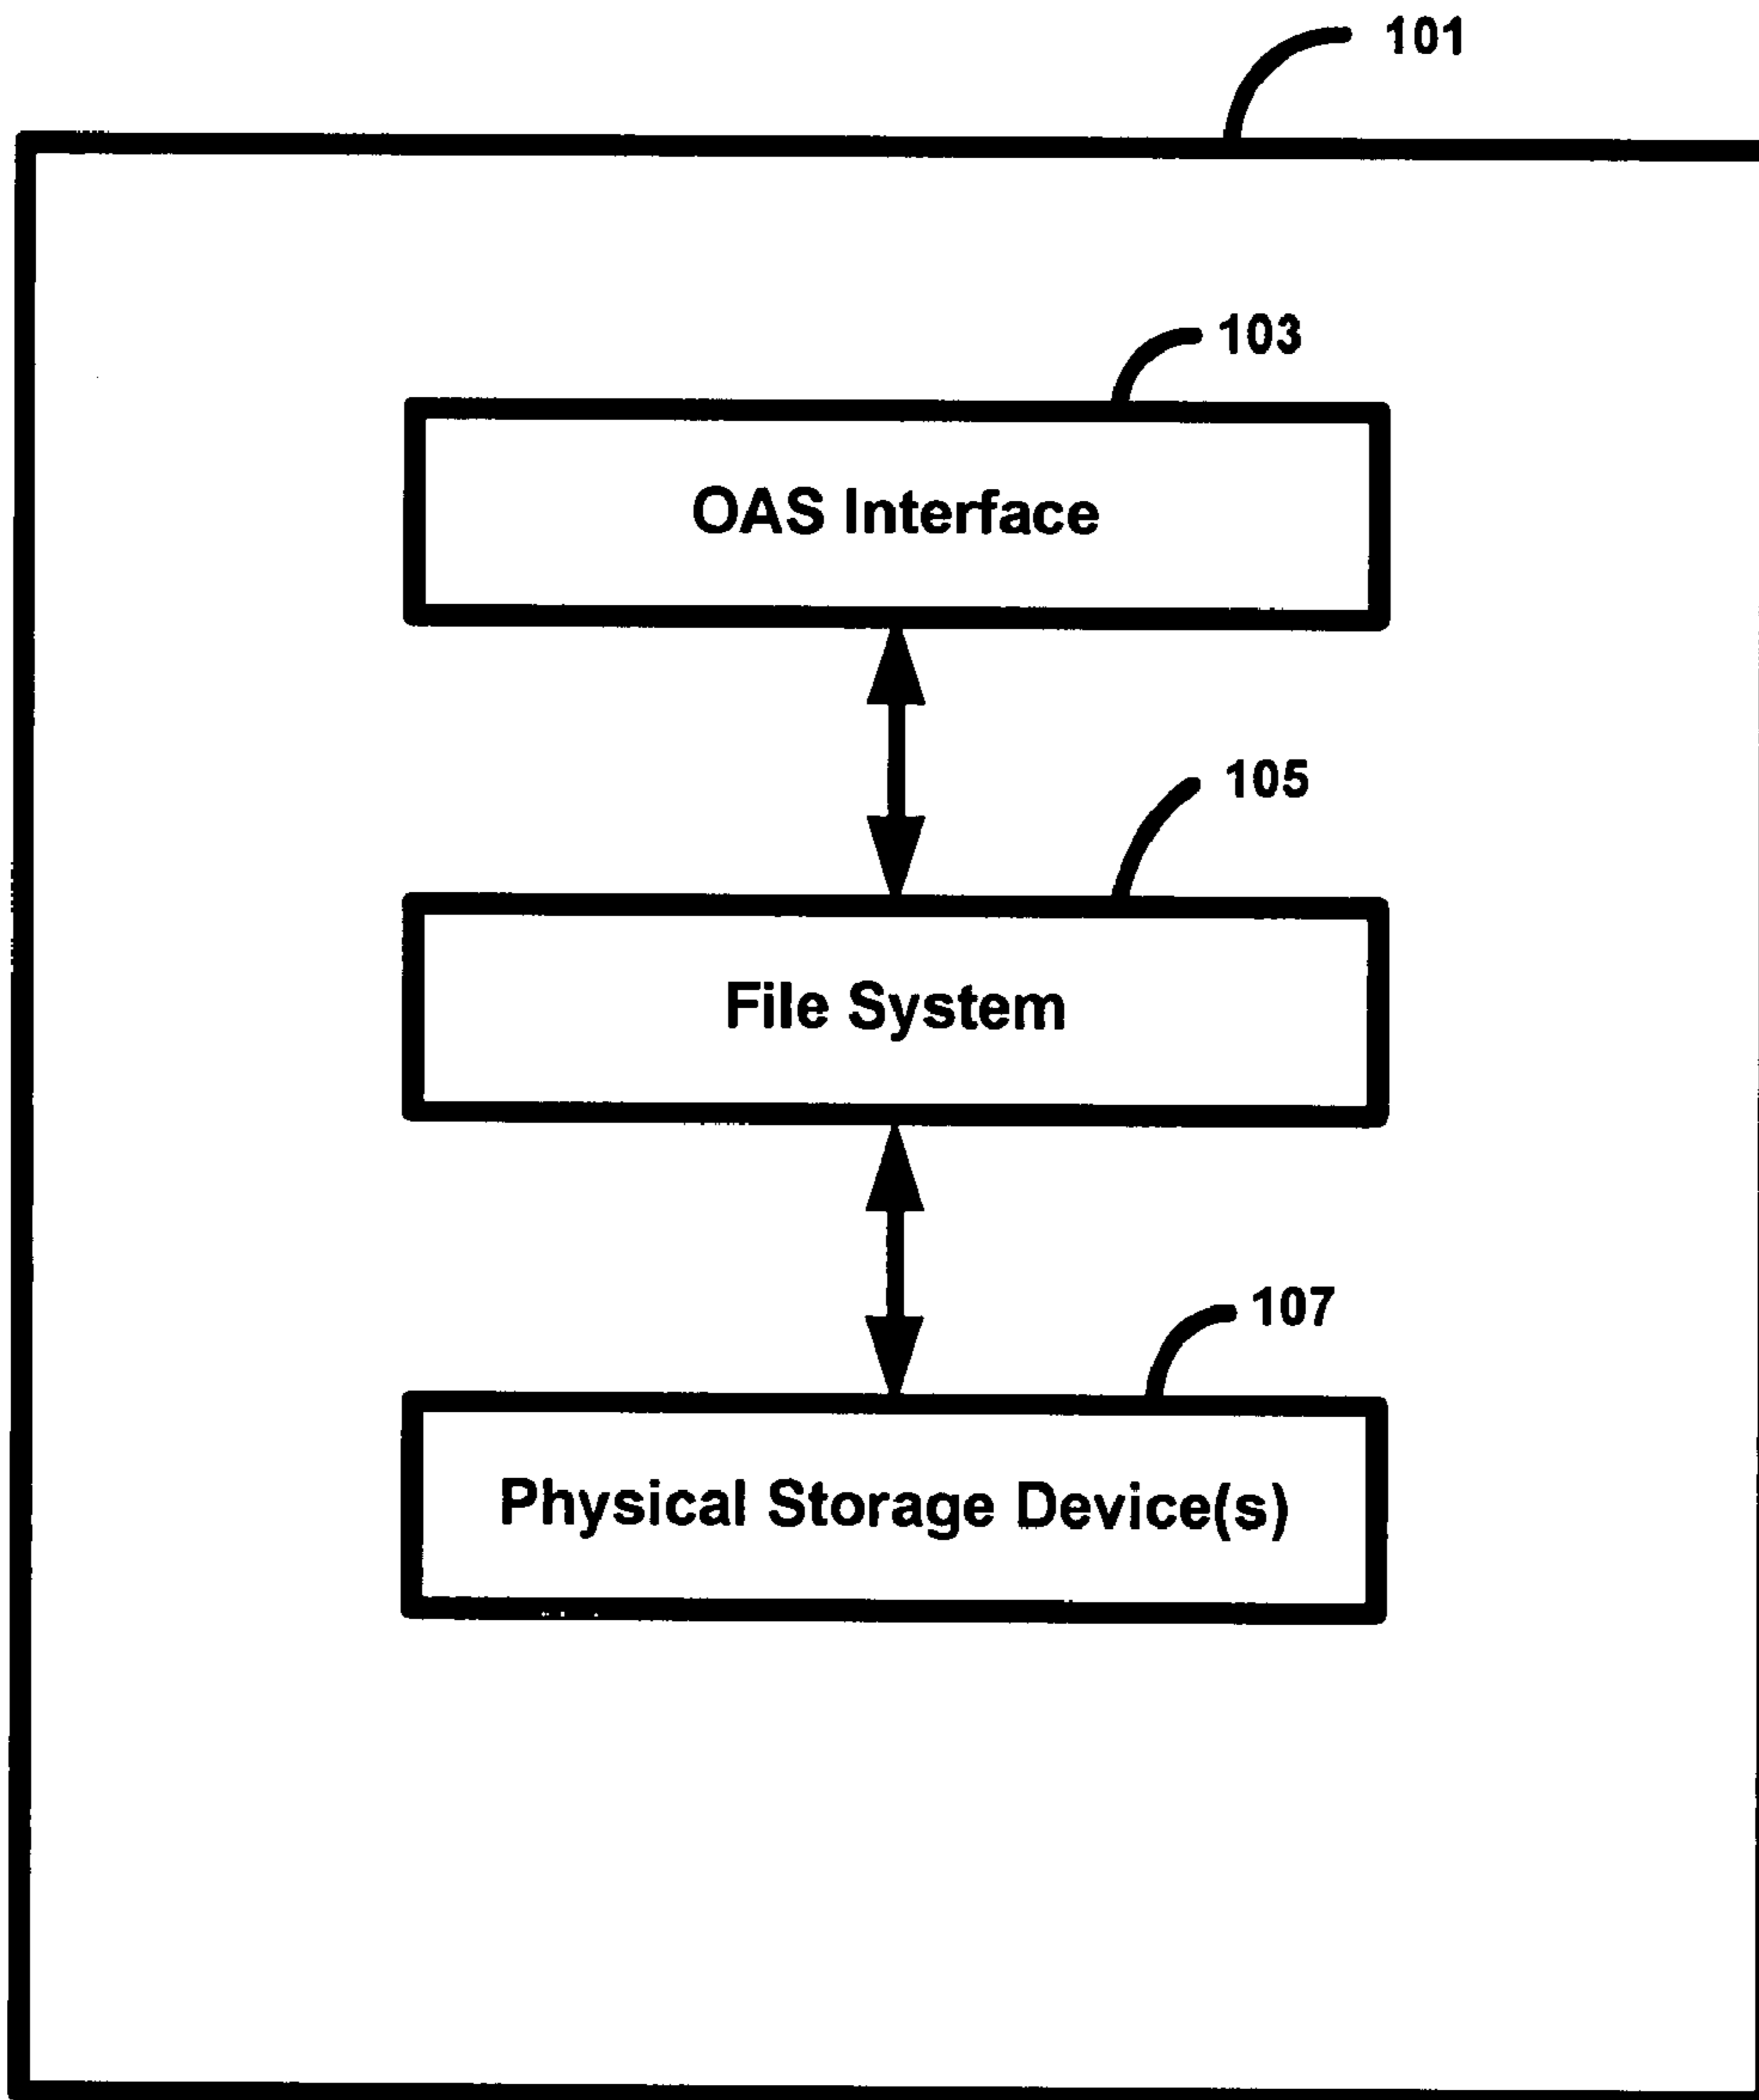 101
103
OAS Interface
105
File System
107
Physical Storage Device(s)